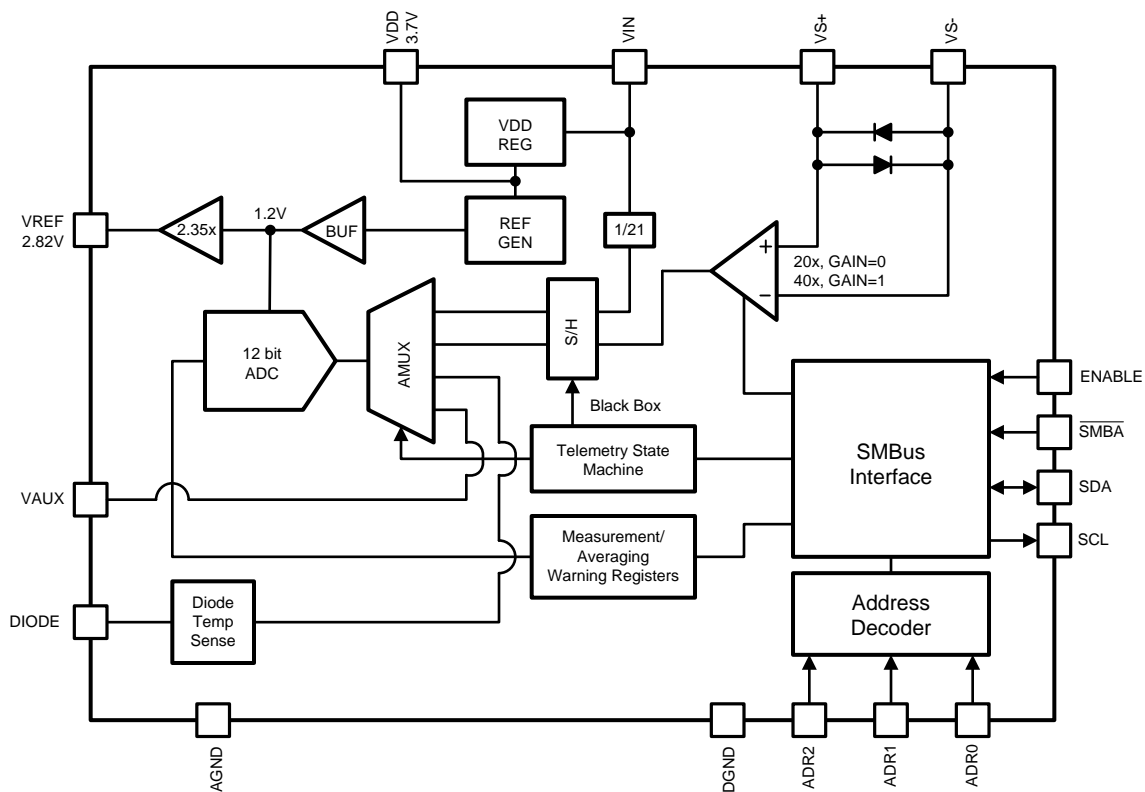 VDD
3.7V
VIN
VS+
VS-
VDD
REG
REF
GEN
1/21
VREF
2.82V
2.35x
1.2V
BUF
+
20x, GAIN=0
40x, GAIN=1
−
12 bit
ADC
AMUX
S/H
Black Box
Telemetry State
Machine
SMBus
Interface
ENABLE
SMBA
SDA
SCL
VAUX
Measurement/
Averaging
Warning Registers
DIODE
Diode
Temp
Sense
Address
Decoder
AGND
DGND
ADR2
ADR1
ADR0